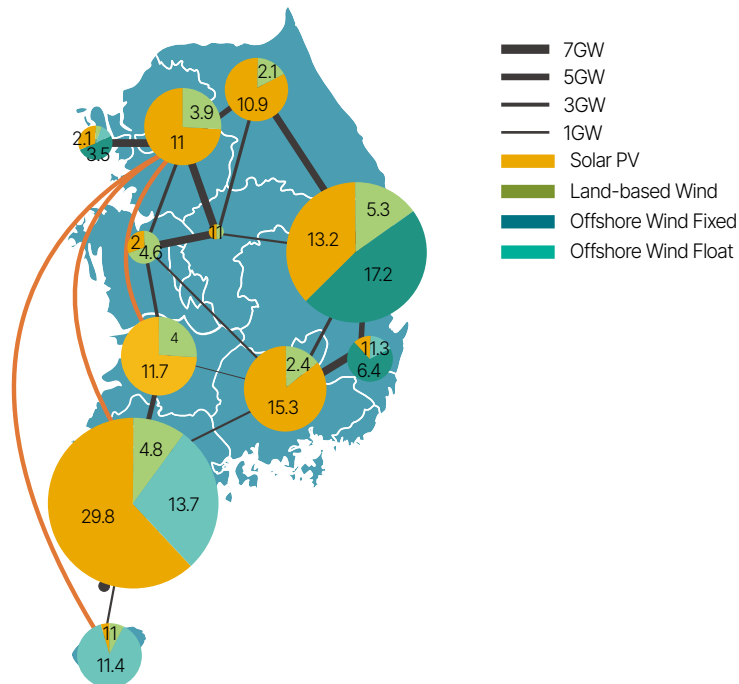 7GW
5GW
3GW
1GW
Solar PV
Land-based Wind
Offshore Wind Fixed
Offshore Wind Float
2.1
10.9
3.9
11
2.1
3.5
5.3
13.2
17.2
11
2
4.6
4
11.7
2.4
15.3
11.3
6.4
4.8
29.8
13.7
11
11.4